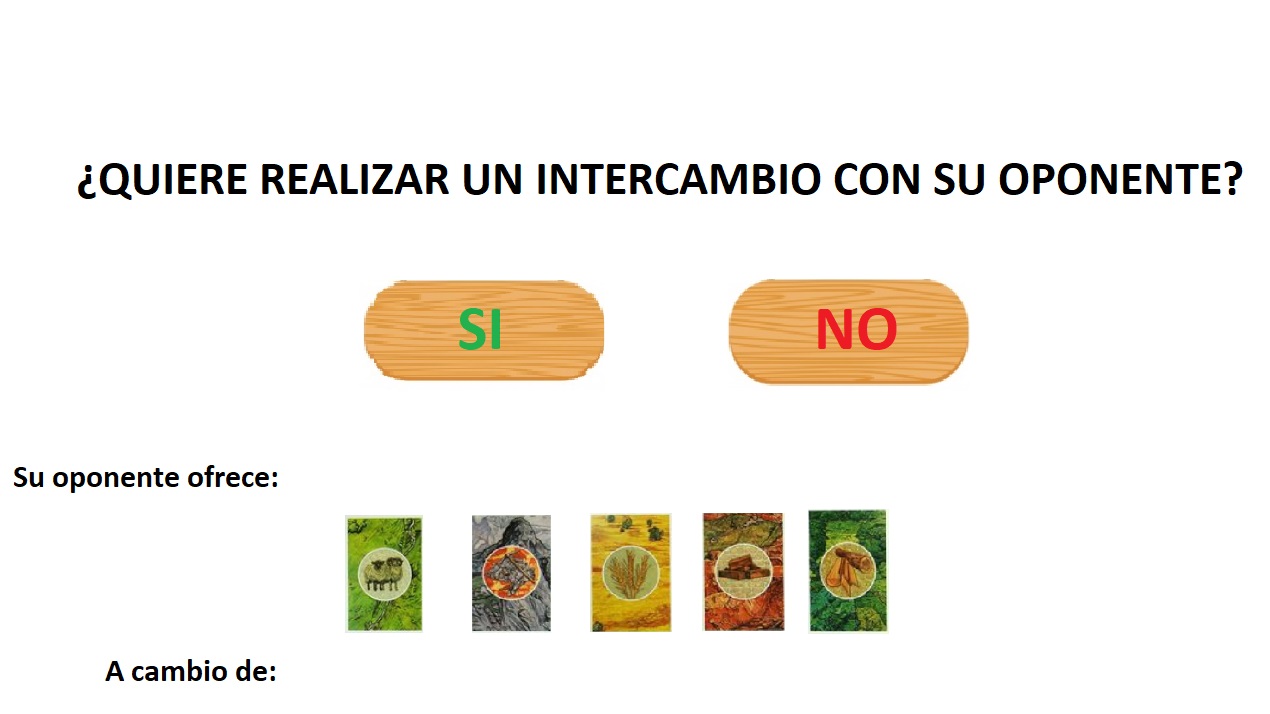 ¿QUIERE REALIZAR UN INTERCAMBIO CON SU OPONENTE?
SI
NO
Su oponente ofrece:
A cambio de: